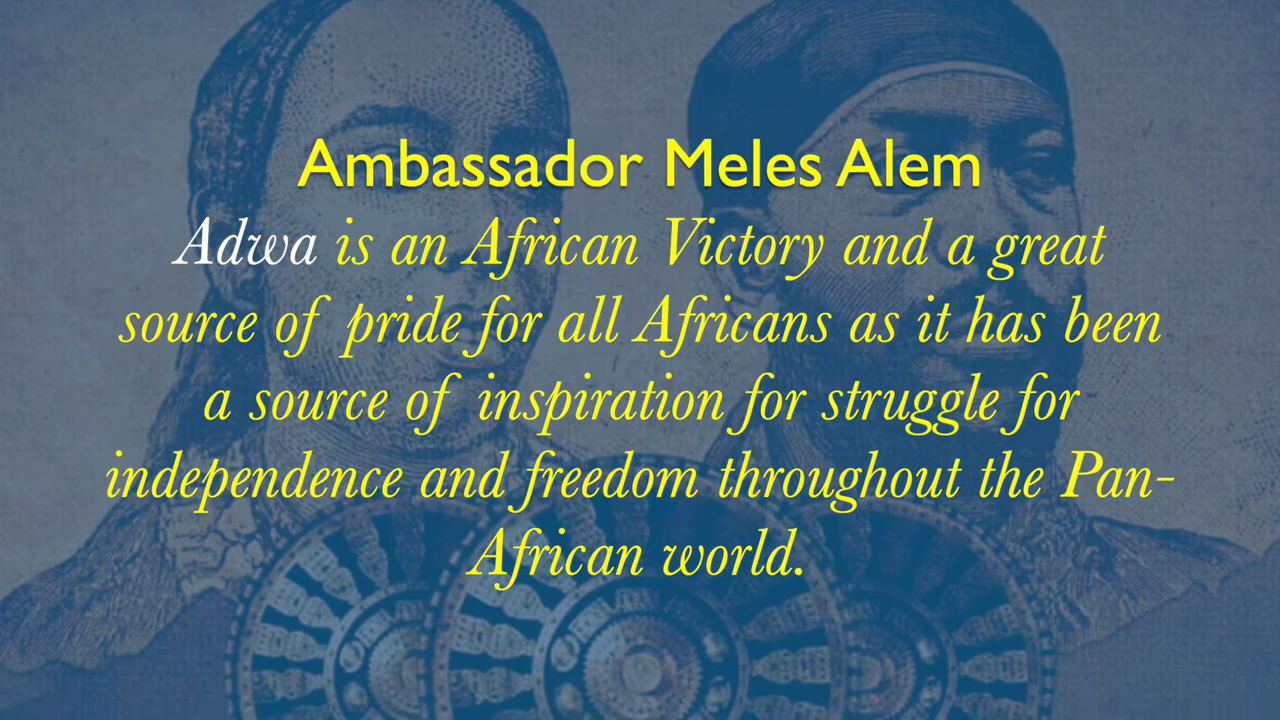 Ambassador Meles Alem
Adwa is an African Victory and a great
source of pride for all Africans as it has been
a source of inspiration for struggle for
independence and freedom throughout the Pan-
African world.